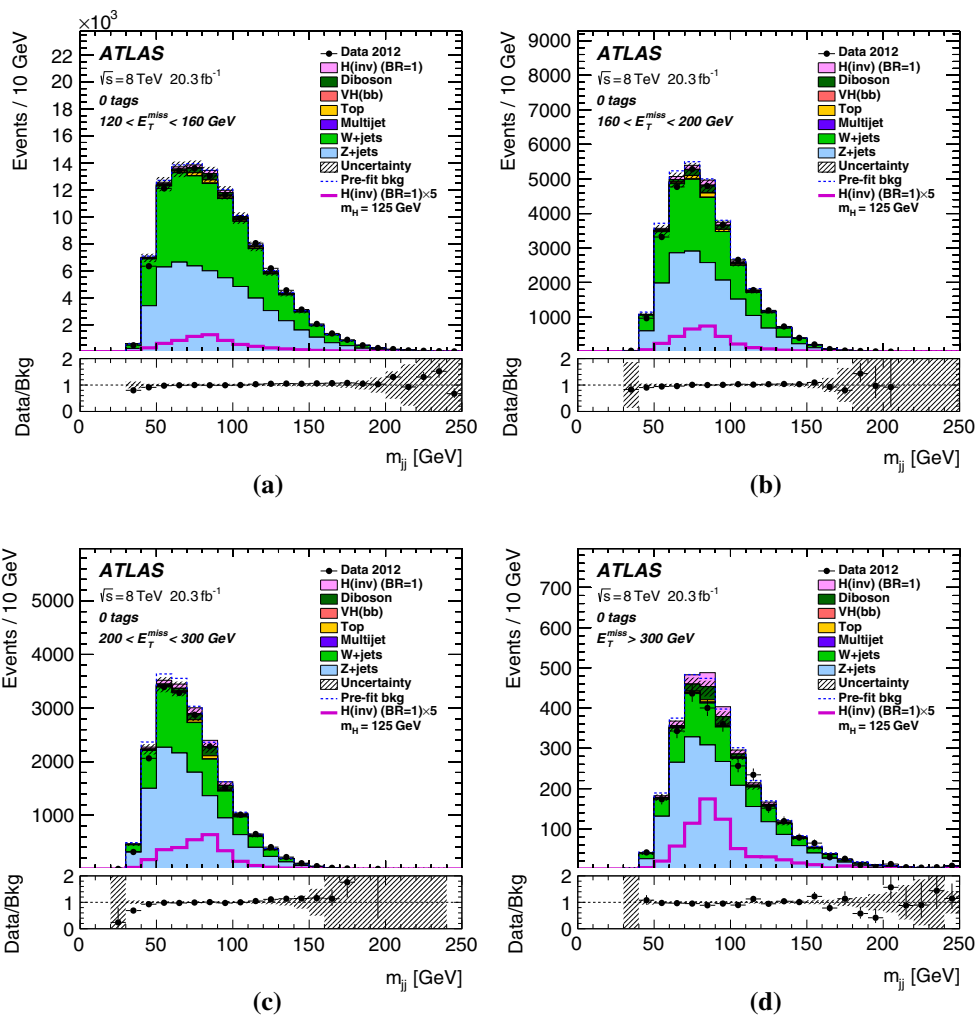 ×10³
Events / 10 GeV
ATLAS
√s = 8 TeV 20.3 fb⁻¹
0 tags
120 < E_T^miss < 160 GeV
Data 2012
H(inv) (BR=1)
Diboson
VH(bb)
Top
Multijet
W+jets
Z+jets
Uncertainty
Pre-fit bkg
H(inv) (BR=1)×5
m_H = 125 GeV
22
20
18
16
14
12
10
8
6
4
2
Data/Bkg
2
1
0
0 50 100 150 200 250
m_jj [GeV]
(a)
Events / 10 GeV
ATLAS
√s = 8 TeV 20.3 fb⁻¹
0 tags
160 < E_T^miss < 200 GeV
Data 2012
H(inv) (BR=1)
Diboson
VH(bb)
Top
Multijet
W+jets
Z+jets
Uncertainty
Pre-fit bkg
H(inv) (BR=1)×5
m_H = 125 GeV
9000
8000
7000
6000
5000
4000
3000
2000
1000
Data/Bkg
2
1
0
0 50 100 150 200 250
m_jj [GeV]
(b)
Events / 10 GeV
ATLAS
√s = 8 TeV 20.3 fb⁻¹
0 tags
200 < E_T^miss < 300 GeV
Data 2012
H(inv) (BR=1)
Diboson
VH(bb)
Top
Multijet
W+jets
Z+jets
Uncertainty
Pre-fit bkg
H(inv) (BR=1)×5
m_H = 125 GeV
5000
4000
3000
2000
1000
Data/Bkg
2
1
0
0 50 100 150 200 250
m_jj [GeV]
(c)
Events / 10 GeV
ATLAS
√s = 8 TeV 20.3 fb⁻¹
0 tags
E_T^miss > 300 GeV
Data 2012
H(inv) (BR=1)
Diboson
VH(bb)
Top
Multijet
W+jets
Z+jets
Uncertainty
Pre-fit bkg
H(inv) (BR=1)×5
m_H = 125 GeV
700
600
500
400
300
200
100
Data/Bkg
2
1
0
0 50 100 150 200 250
m_jj [GeV]
(d)